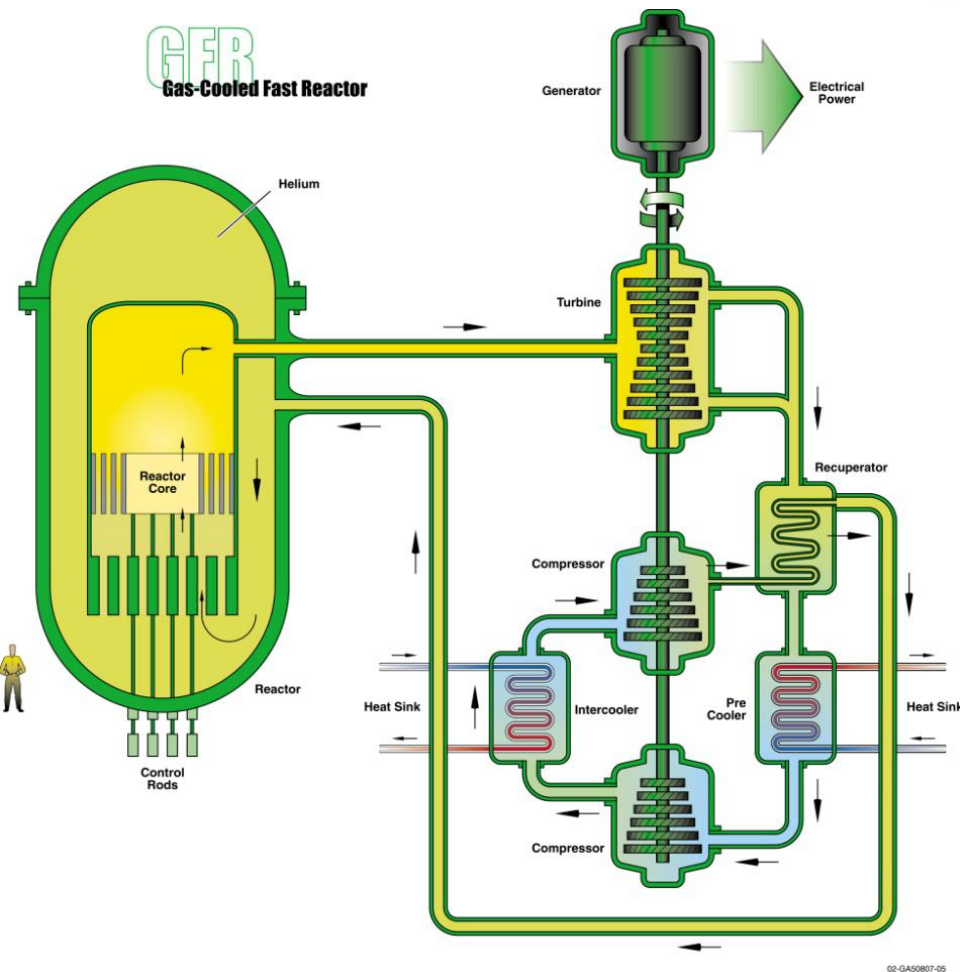 GFR
Gas-Cooled Fast Reactor
Generator
Electrical
Power
Helium
Turbine
Recuperator
Reactor
Core
Compressor
Reactor
Heat Sink
Intercooler
Pre
Cooler
Heat Sink
Control
Rods
Compressor
02-GA50807-05